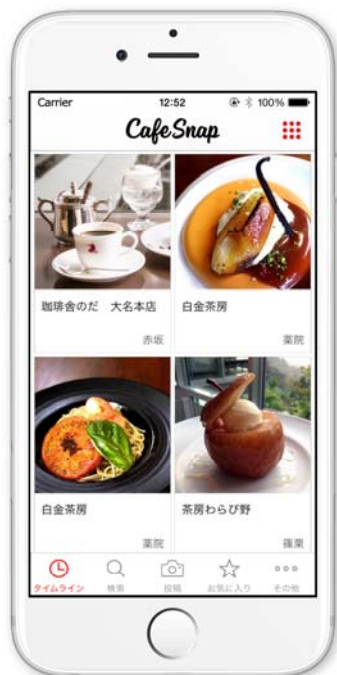 Carrier 12:52 100%
CafeSnap
珈琲舎のだ 大名本店
赤坂
白金茶房
薬院
白金茶房
薬院
茶房わらび野
篠栗
タイムライン 検索 投稿 お気に入り その他